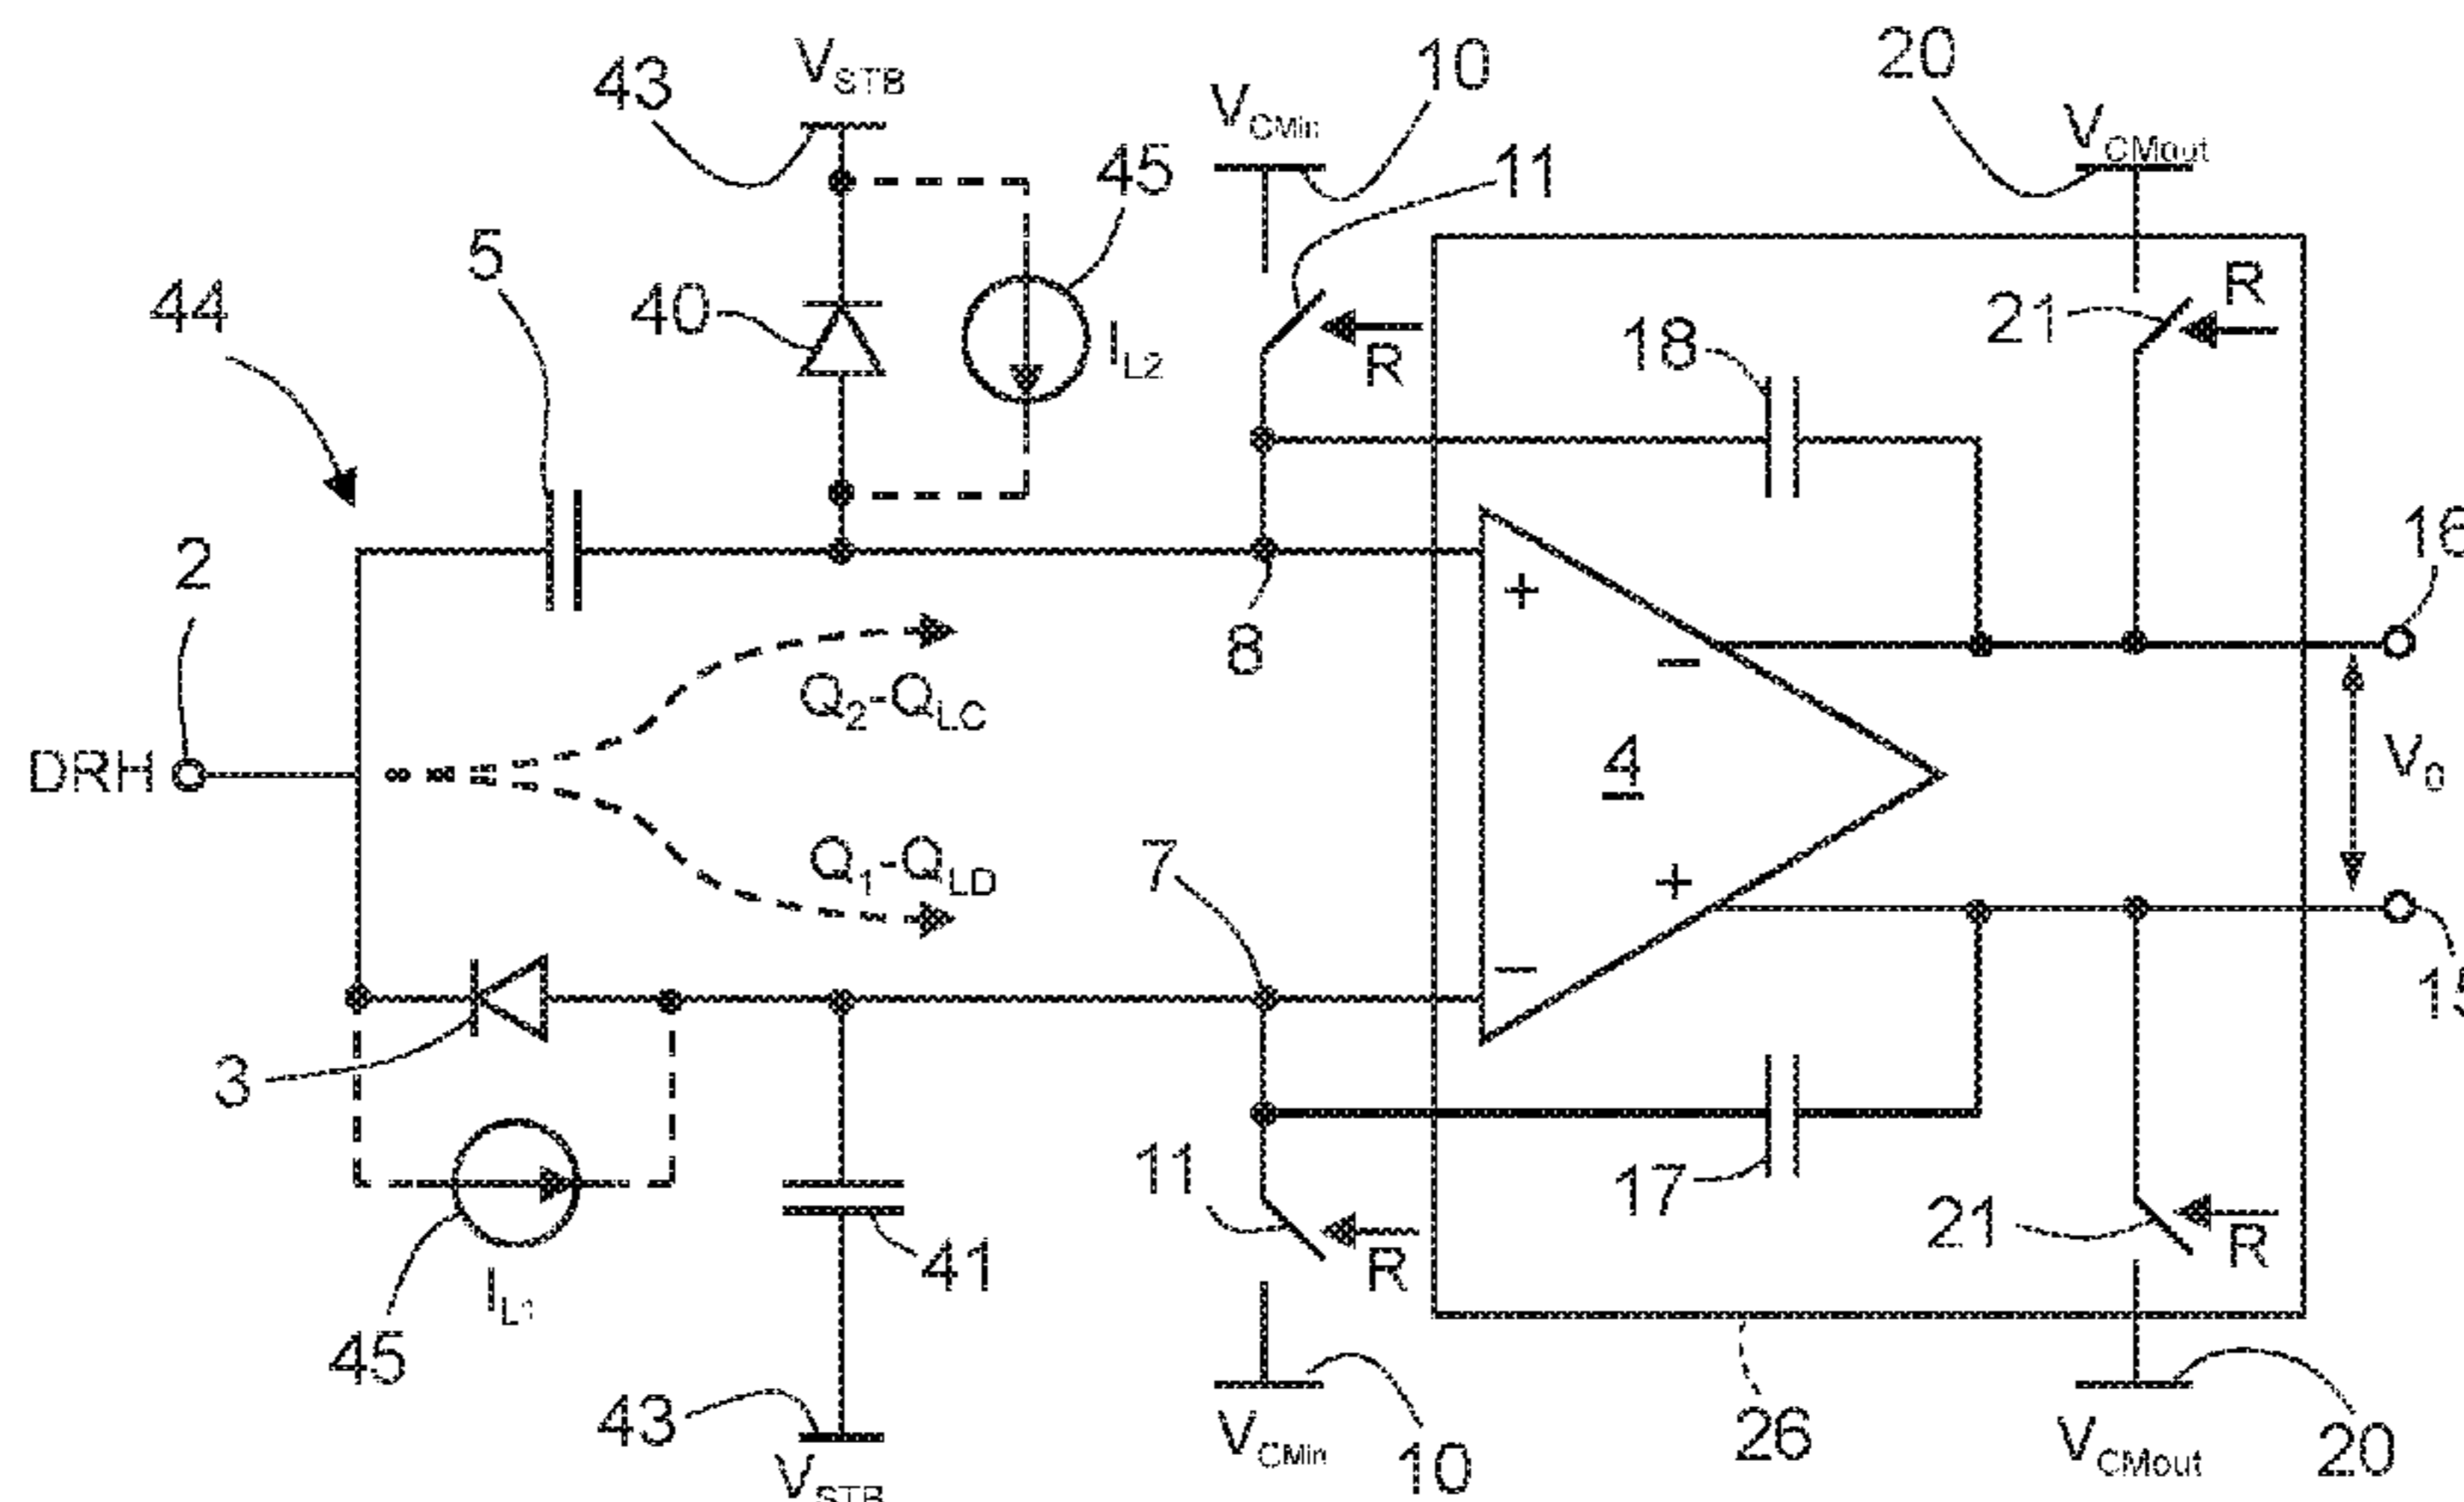 V_STB
43
10
20
V_CMin
V_CMout
45
11
5
44
40
I_L2
R
21
R
18
2
16
+
8
−
Q_2-Q_LC
DRH
4
V_0
Q_1-Q_LD
7
+
−
15
3
11
17
21
41
R
R
I_L1
45
43
V_CMin
10
26
V_CMout
20
V_STB